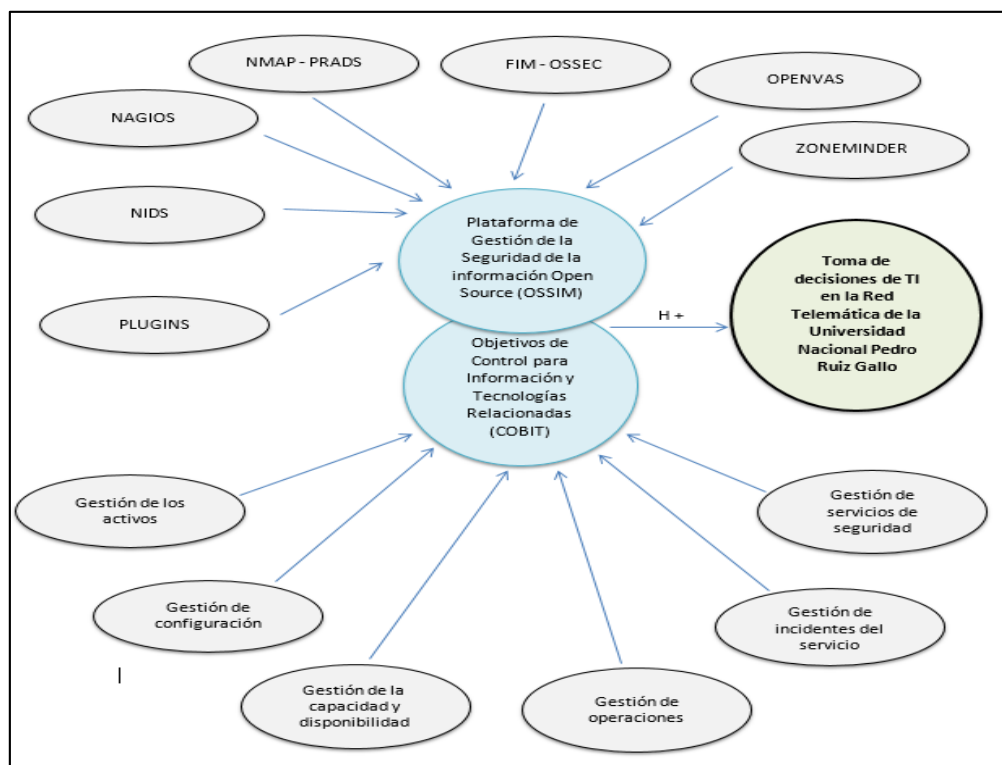 NMAP - PRADS
FIM - OSSEC
OPENVAS
NAGIOS
ZONEMINDER
NIDS
PLUGINS
Plataforma de
Gestión de la
Seguridad de la
información Open
Source (OSSIM)
H +
Toma de
decisiones de TI
en la Red
Telemática de la
Universidad
Nacional Pedro
Ruiz Gallo
Objetivos de
Control para
Información y
Tecnologías
Relacionadas
(COBIT)
Gestión de los
activos
Gestión de
servicios de
seguridad
Gestión de
configuración
Gestión de
incidentes del
servicio
Gestión de la
capacidad y
disponibilidad
Gestión de
operaciones